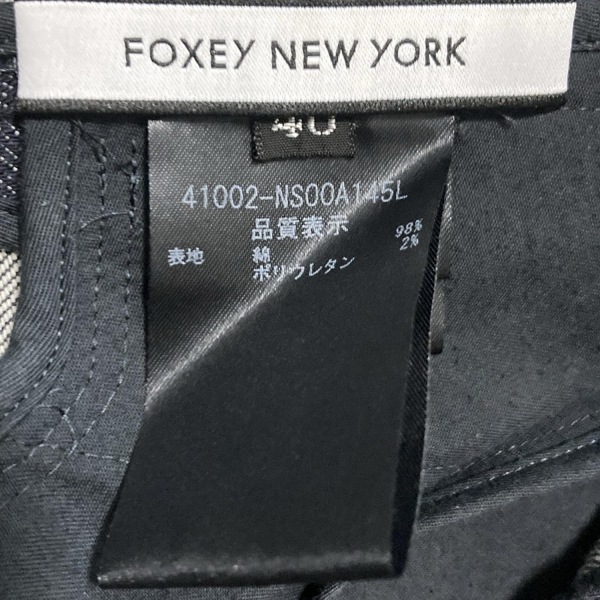 FOXEY NEW YORK
40
41002-NS00A145L
品質表示
表地 綿 98%
ポリウレタン 2%